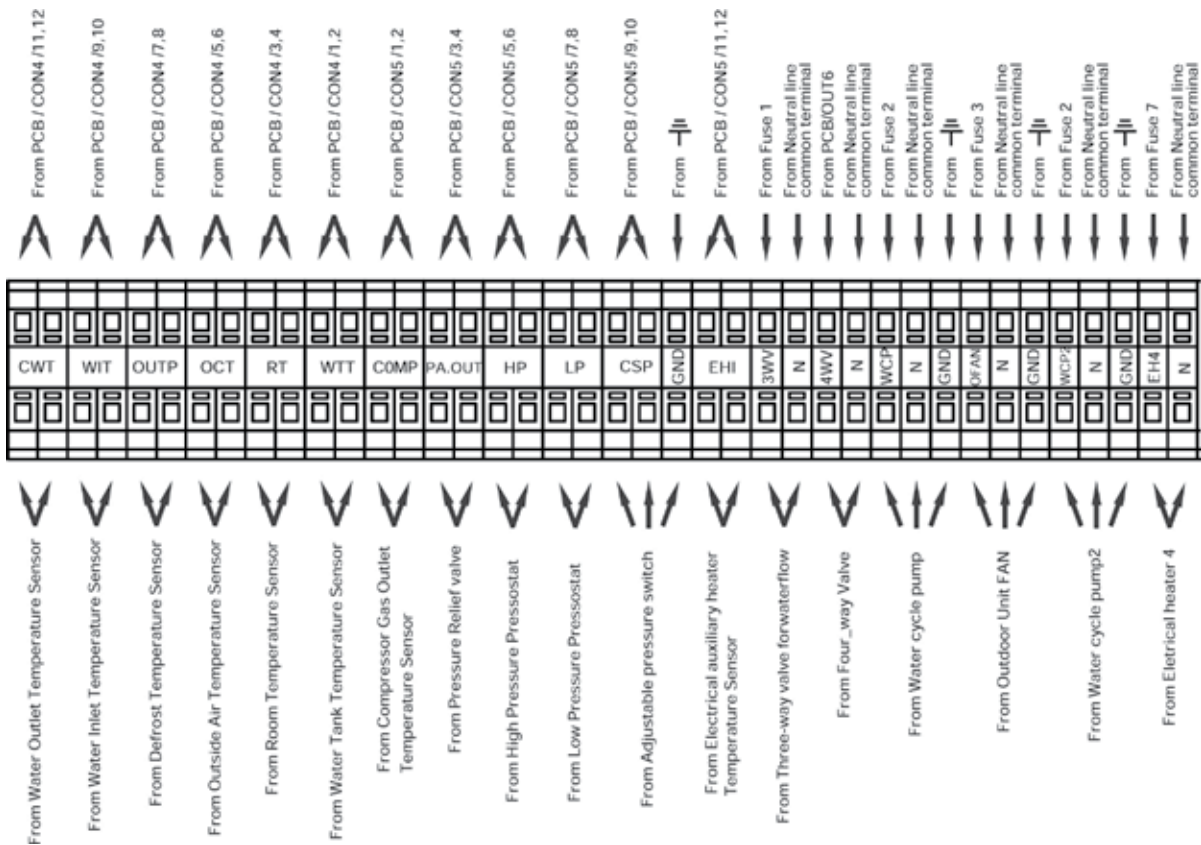 From PCB / CON4 /11,12
From PCB / CON4 /9,10
From PCB / CON4 /7,8
From PCB / CON4 /5,6
From PCB / CON4 /3,4
From PCB / CON4 /1,2
From PCB / CON5 /1,2
From PCB / CON5 /3,4
From PCB / CON5 /5,6
From PCB / CON5 /7,8
From PCB / CON5 /9,10
From
From PCB / CON5 /11,12
From Fuse 1
From Neutral line
common terminal
From PCB/OUT6
From Neutral line
common terminal
From Fuse 2
From Neutral line
common terminal
From
From Fuse 3
From Neutral line
common terminal
From
From Fuse 2
From Neutral line
common terminal
From
From Fuse 7
From Neutral line
common terminal
CWT
WIT
OUTP
OCT
RT
WTT
C0MP
PA.OUT
HP
LP
CSP
GND
EHI
3WV
N
4WV
N
WCP
N
GND
OFAN
N
GND
WCP2
N
GND
EH4
N
From Water Outlet Temperature Sensor
From Water Inlet Temperature Sensor
From Defrost Temperature Sensor
From Outside Air Temperature Sensor
From Room Temperature Sensor
From Water Tank Temperature Sensor
From Compressor Gas Outlet
Temperature Sensor
From Pressure Relief valve
From High Pressure Pressostat
From Low Pressure Pressostat
From Adjustable pressure switch
From Electrical auxiliary heater
Temperature Sensor
From Three-way valve forwaterflow
From Four_way Valve
From Water cycle pump
From Outdoor Unit FAN
From Water cycle pump2
From Eletrical heater 4